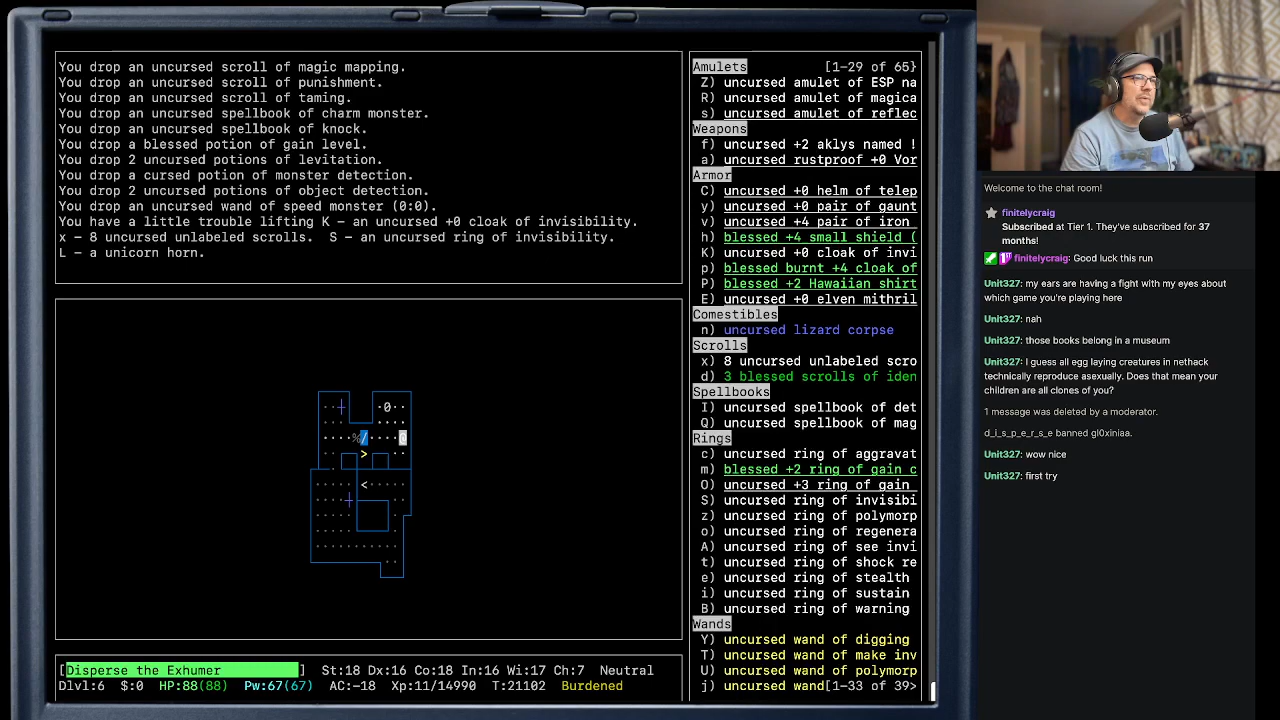 You drop an uncursed scroll of magic mapping.
You drop an uncursed scroll of punishment.
You drop an uncursed scroll of taming.
You drop an uncursed spellbook of charm monster.
You drop an uncursed spellbook of knock.
You drop a blessed potion of gain level.
You drop 2 uncursed potions of levitation.
You drop a cursed potion of monster detection.
You drop 2 uncursed potions of object detection.
You drop an uncursed wand of speed monster (0:0).
You have a little trouble lifting K - an uncursed +0 cloak of invisibility.
x - 8 uncursed unlabeled scrolls.  S - an uncursed ring of invisibility.
L - a unicorn horn.
[Disperse the Exhumer ] St:18 Dx:16 Co:18 In:16 Wi:17 Ch:7 Neutral
Dlvl:6 $:0 HP:88(88) Pw:67(67) AC:-18 Xp:11/14990 T:21102 Burdened
Amulets [1-29 of 65}
Z) uncursed amulet of ESP na
R) uncursed amulet of magica
s) uncursed amulet of reflec
Weapons
f) uncursed +2 aklys named !
a) uncursed rustproof +0 Vor
Armor
C) uncursed +0 helm of telep
y) uncursed +0 pair of gaunt
v) uncursed +4 pair of iron
h) blessed +4 small shield (
K) uncursed +0 cloak of invi
p) blessed burnt +4 cloak of
P) blessed +2 Hawaiian shirt
E) uncursed +0 elven mithril
Comestibles
n) uncursed lizard corpse
Scrolls
x) 8 uncursed unlabeled scro
d) 3 blessed scrolls of iden
Spellbooks
I) uncursed spellbook of det
Q) uncursed spellbook of mag
Rings
c) uncursed ring of aggravat
m) blessed +2 ring of gain c
O) uncursed +3 ring of gain
S) uncursed ring of invisibi
z) uncursed ring of polymorp
o) uncursed ring of regenera
A) uncursed ring of see invi
t) uncursed ring of shock re
e) uncursed ring of stealth
i) uncursed ring of sustain
B) uncursed ring of warning
Wands
Y) uncursed wand of digging
T) uncursed wand of make inv
U) uncursed wand of polymorp
j) uncursed wand[1-33 of 39>
Welcome to the chat room!
finitelycraig
Subscribed at Tier 1. They've subscribed for 37
months!
finitelycraig: Good luck this run
Unit327: my ears are having a fight with my eyes about
which game you're playing here
Unit327: nah
Unit327: those books belong in a museum
Unit327: I guess all egg laying creatures in nethack
technically reproduce asexually. Does that mean your
children are all clones of you?
1 message was deleted by a moderator.
d_i_s_p_e_r_s_e banned gl0xiniaa.
Unit327: wow nice
Unit327: first try